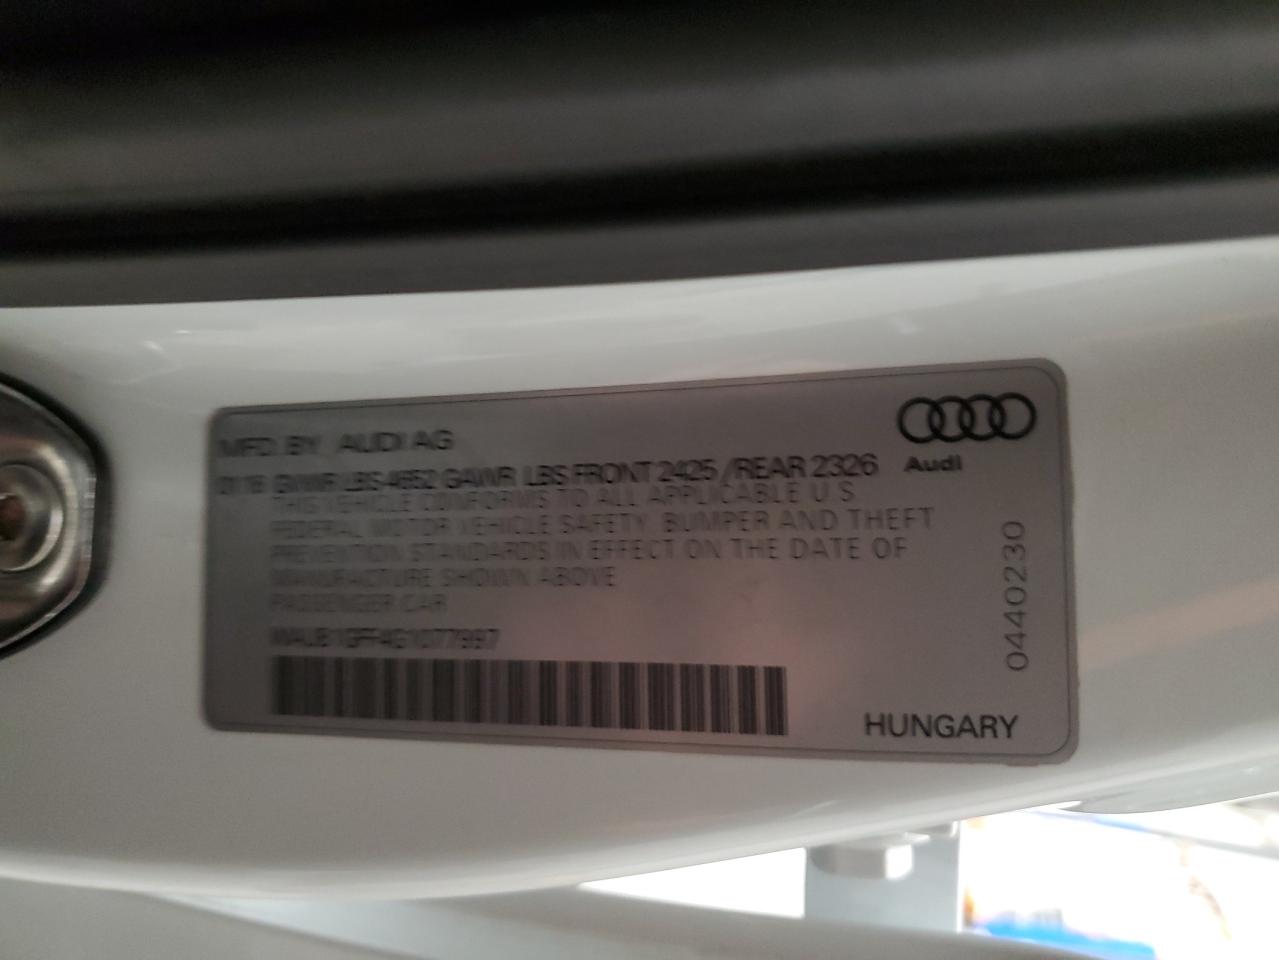 MFD. BY AUDI AG
01 16 GVWR LBS 4652 GAWR LBS FRONT 2425 / REAR 2326
THIS VEHICLE CONFORMS TO ALL APPLICABLE U S
FEDERAL MOTOR VEHICLE SAFETY, BUMPER AND THEFT
PREVENTION STANDARDS IN EFFECT ON THE DATE OF
MANUFACTURE SHOWN ABOVE
PASSENGER CAR
WAUB1GFF4G1077997
Audi
0440230
HUNGARY